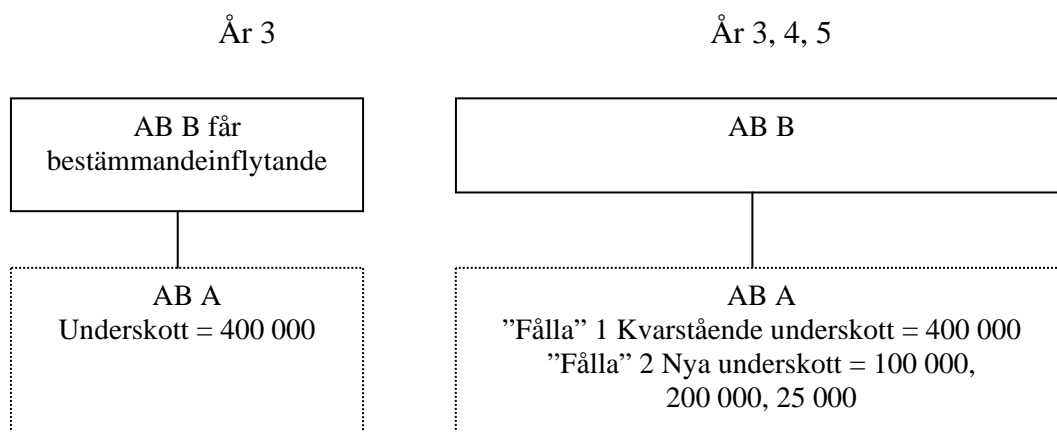 År 3
AB B får
bestämmandeinflytande
AB A
Underskott = 400 000
År 3, 4, 5
AB B
AB A
”Fålla” 1 Kvarstående underskott = 400 000
”Fålla” 2 Nya underskott = 100 000,
200 000, 25 000